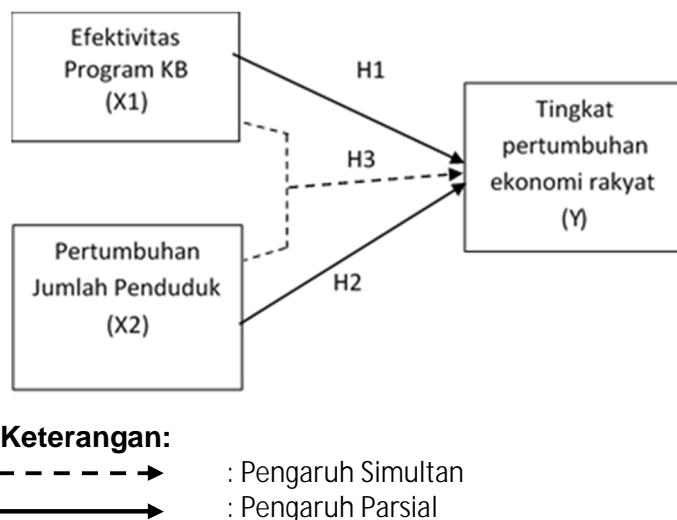 Efektivitas
Program KB
(X1)
H1
Tingkat
pertumbuhan
ekonomi rakyat
(Y)
H3
Pertumbuhan
Jumlah Penduduk
(X2)
H2
Keterangan:
: Pengaruh Simultan
: Pengaruh Parsial